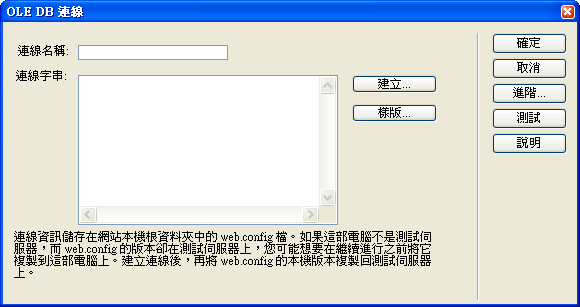 OLE DB 連線
連線名稱:
連線字串:
建立...
樣版...
確定
取消
進階...
測試
說明
連線資訊儲存在網站本機根資料夾中的 web.config 檔。如果這部電腦不是測試伺
服器，而 web.config 的版本卻在測試伺服器上，您可能想要在繼續進行之前將它
複製到這部電腦上。建立連線後，再將 web.config 的本機版本複製回測試伺服器
上。